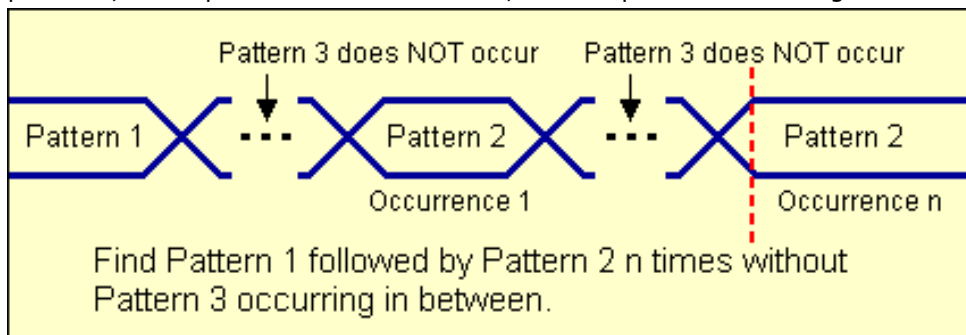 Pattern 3 does NOT occur Pattern 3 does NOT occur
Pattern 1 Pattern 2 Pattern 2
Occurrence 1 Occurrence n
Find Pattern 1 followed by Pattern 2 n times without
Pattern 3 occurring in between.